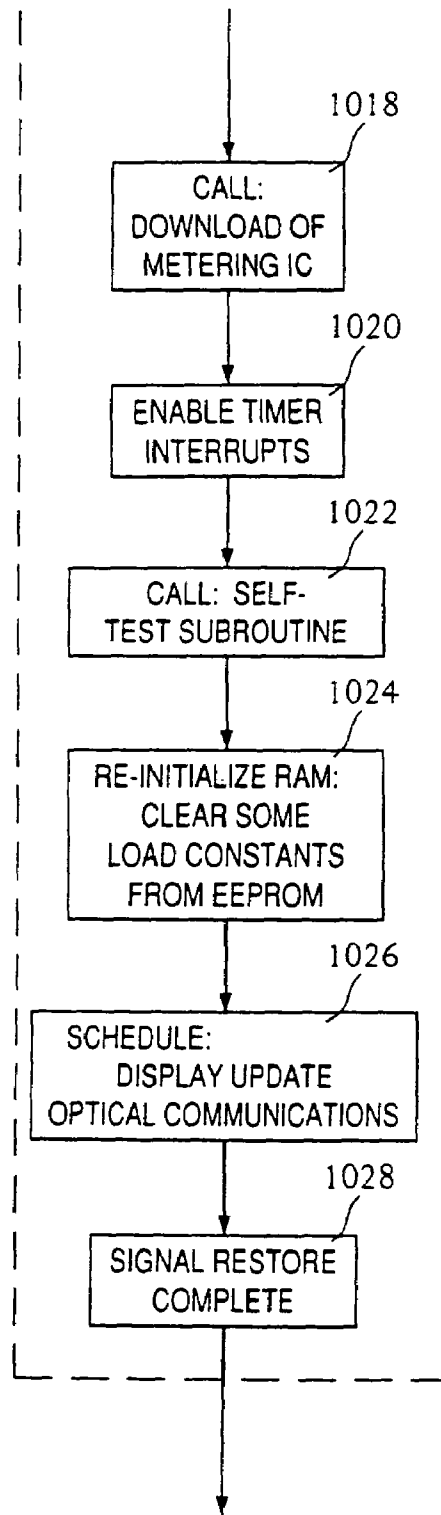 1018
CALL:
DOWNLOAD OF
METERING IC
1020
ENABLE TIMER
INTERRUPTS
1022
CALL: SELF-
TEST SUBROUTINE
1024
RE-INITIALIZE RAM:
CLEAR SOME
LOAD CONSTANTS
FROM EEPROM
1026
SCHEDULE:
DISPLAY UPDATE
OPTICAL COMMUNICATIONS
1028
SIGNAL RESTORE
COMPLETE